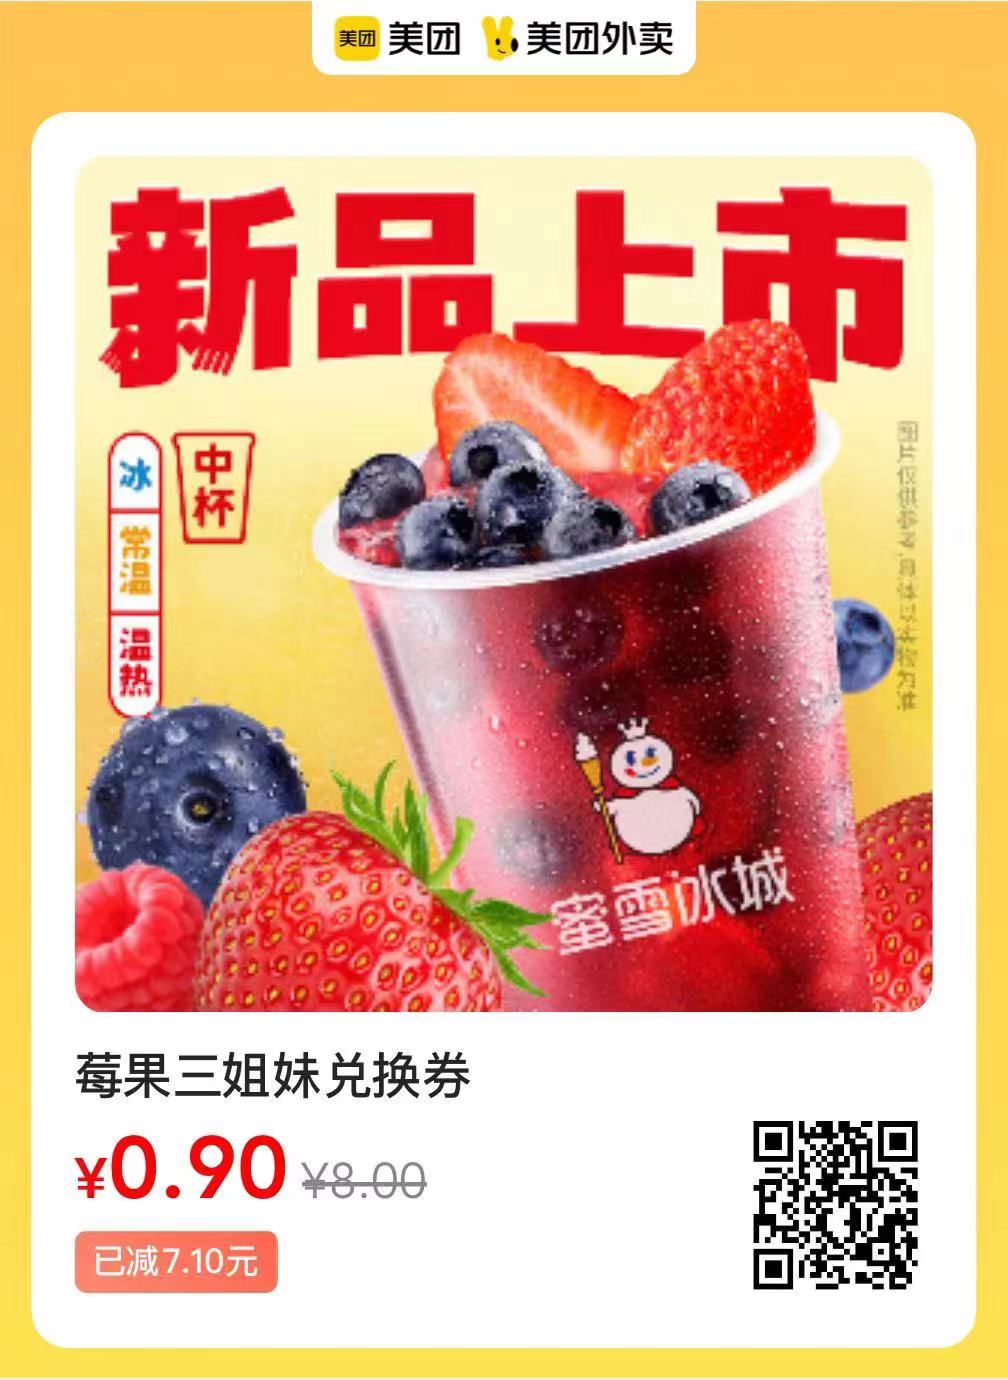 美团 美团 美团外卖
新品上市
冰
常温
温热
中杯
图片仅供参考,具体以实物为准
蜜雪冰城
莓果三姐妹兑换券
¥0.90 ¥8.00
已减7.10元